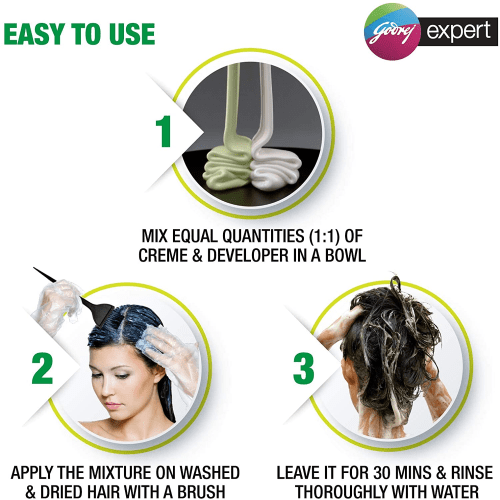 EASY TO USE
Godrej expert
1
MIX EQUAL QUANTITIES (1:1) OF
CREME & DEVELOPER IN A BOWL
2
APPLY THE MIXTURE ON WASHED
& DRIED HAIR WITH A BRUSH
3
LEAVE IT FOR 30 MINS & RINSE
THOROUGHLY WITH WATER